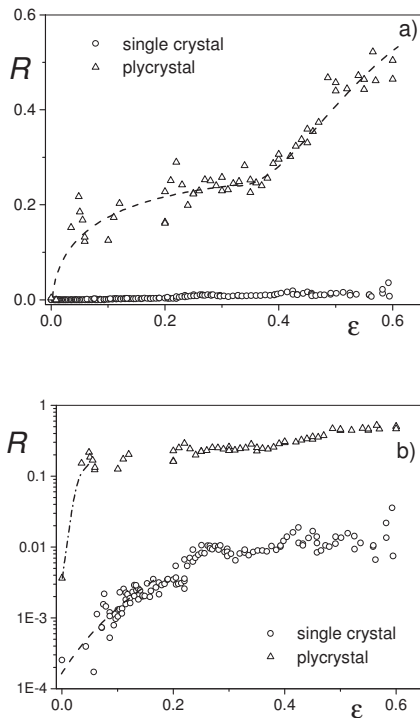 0.6
a)
single crystal
plycrystal
R
0.4
0.2
0.0
0.0 0.2 0.4 0.6
ε
1
b)
R
0.1
0.01
1E-3
single crystal
plycrystal
1E-4
0.0 0.2 0.4 0.6
ε